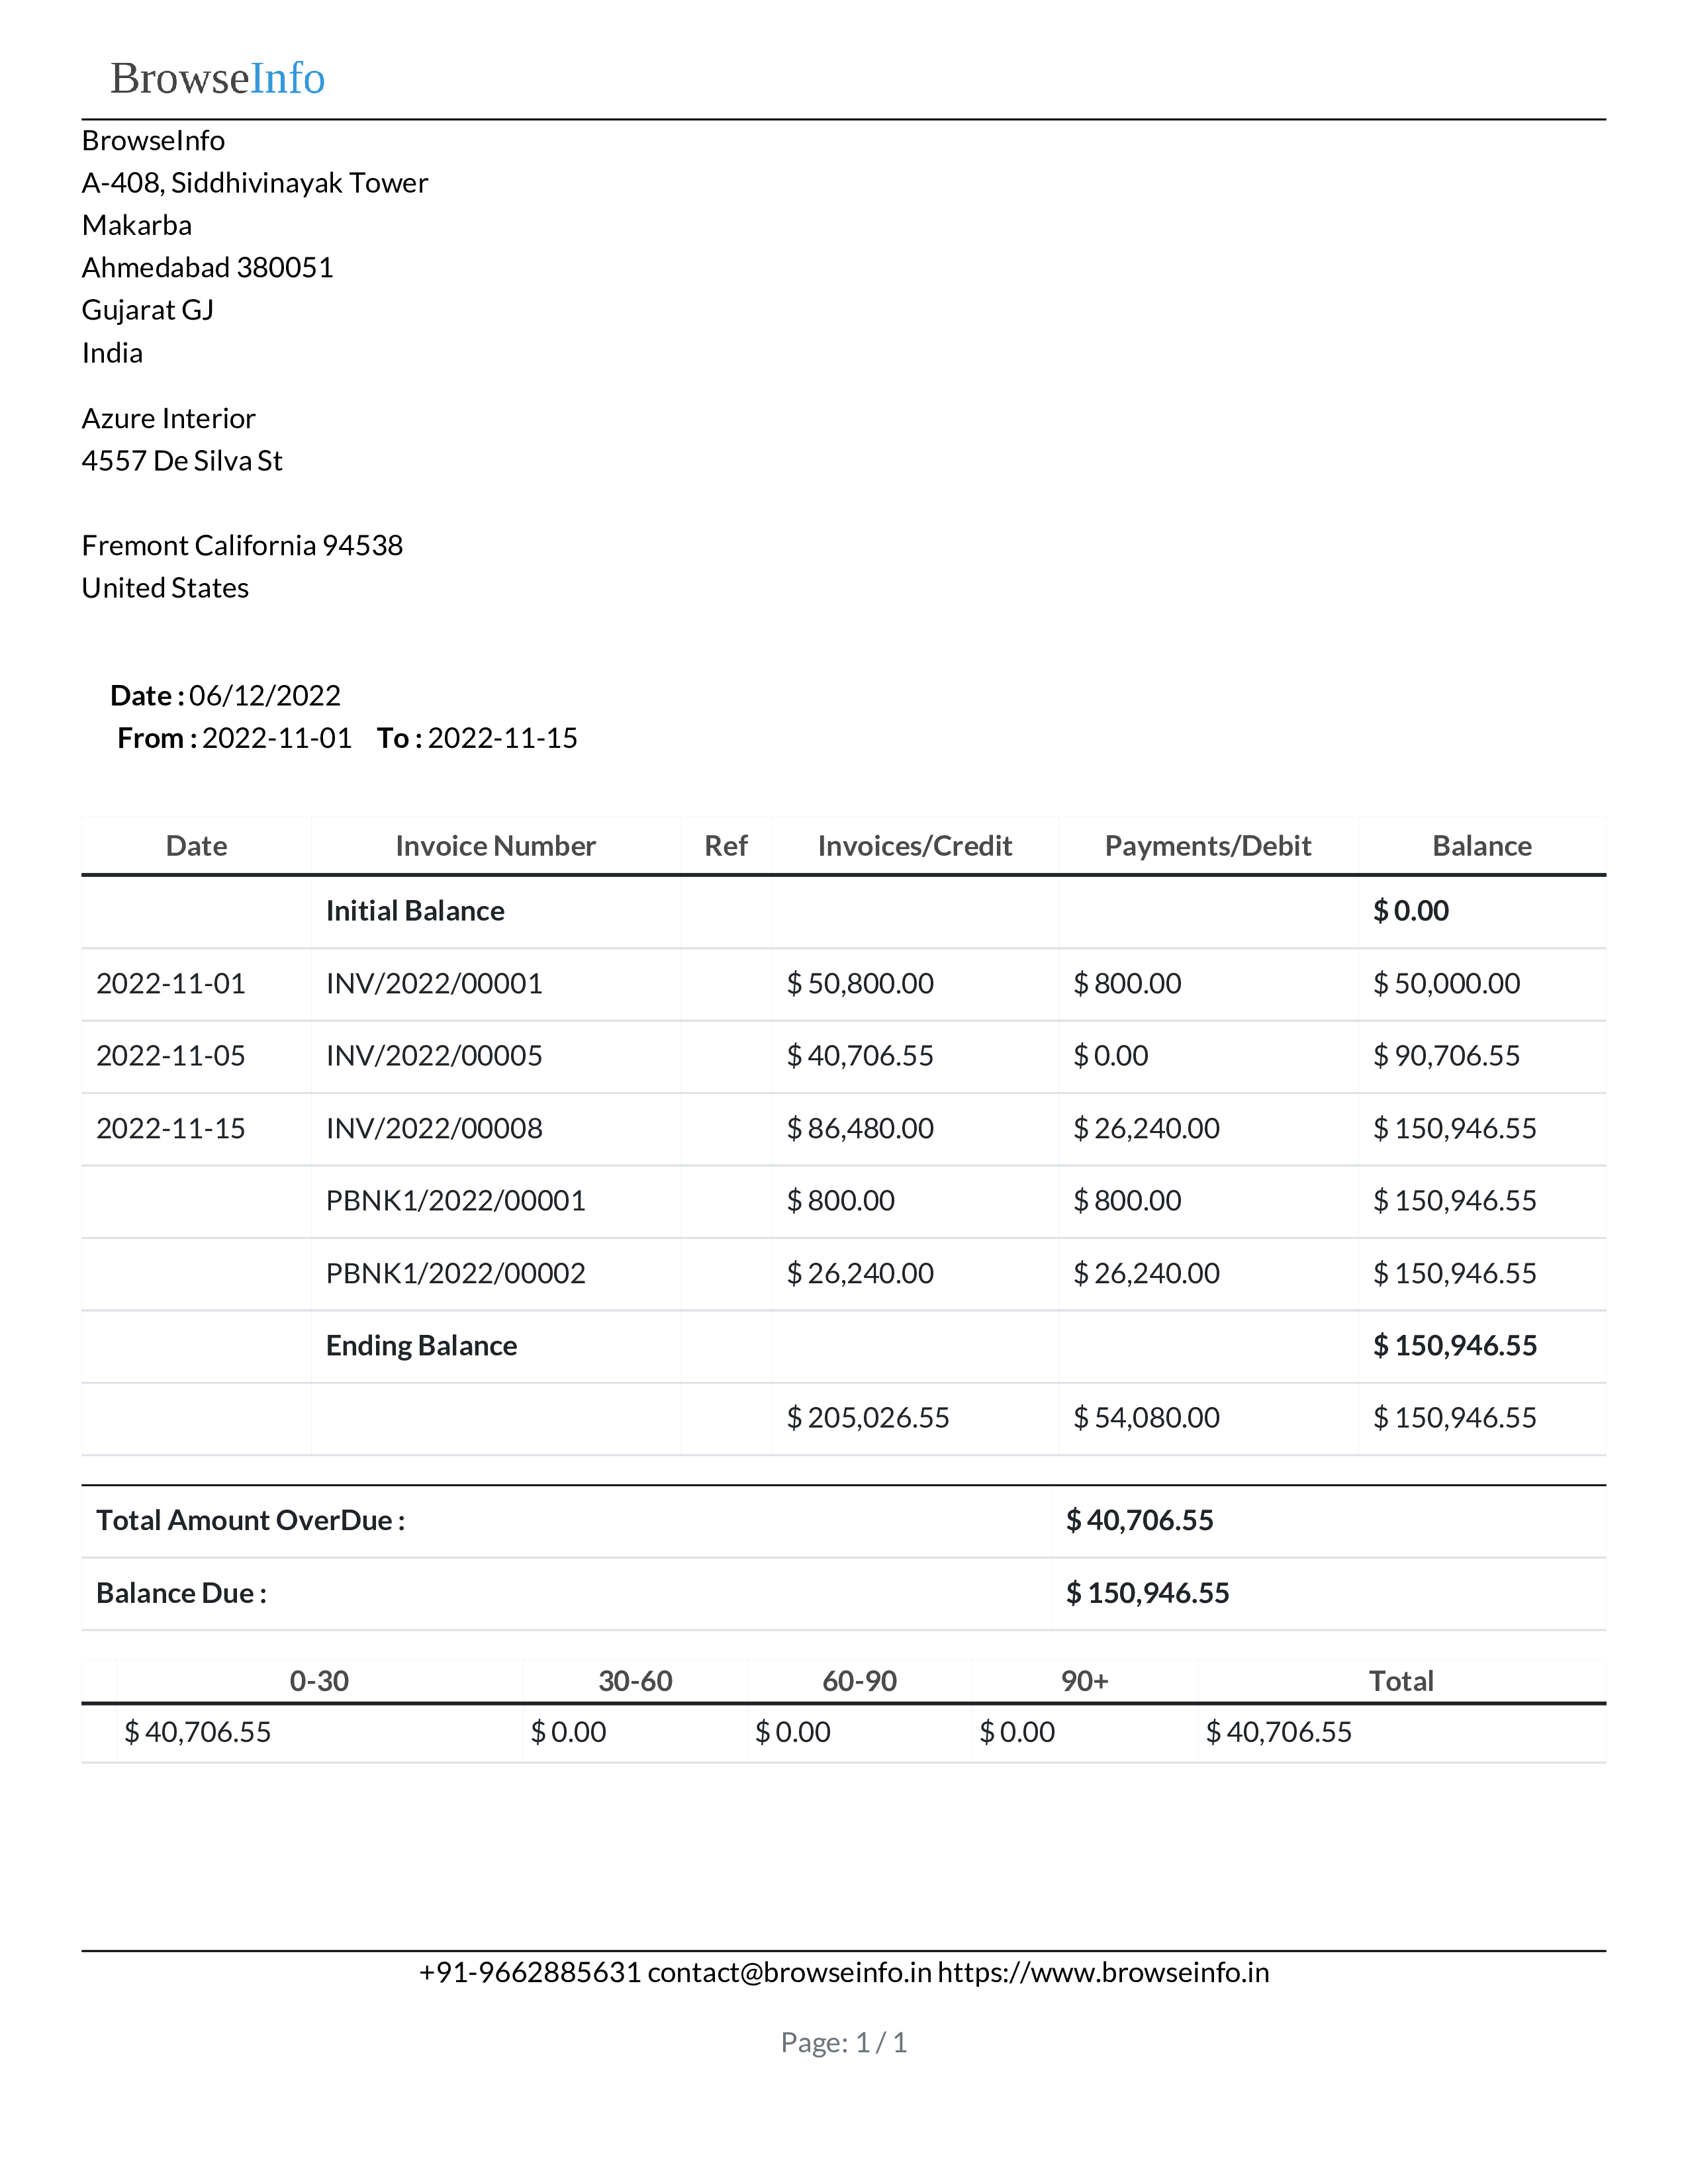 BrowseInfo
BrowseInfo
A-408, Siddhivinayak Tower
Makarba
Ahmedabad 380051
Gujarat GJ
India
Azure Interior
4557 De Silva St
Fremont California 94538
United States
Date : 06/12/2022
From : 2022-11-01 To : 2022-11-15
Date Invoice Number Ref Invoices/Credit Payments/Debit Balance
Initial Balance $ 0.00
2022-11-01 INV/2022/00001 $ 50,800.00 $ 800.00 $ 50,000.00
2022-11-05 INV/2022/00005 $ 40,706.55 $ 0.00 $ 90,706.55
2022-11-15 INV/2022/00008 $ 86,480.00 $ 26,240.00 $ 150,946.55
PBNK1/2022/00001 $ 800.00 $ 800.00 $ 150,946.55
PBNK1/2022/00002 $ 26,240.00 $ 26,240.00 $ 150,946.55
Ending Balance $ 150,946.55
$ 205,026.55 $ 54,080.00 $ 150,946.55
Total Amount OverDue : $ 40,706.55
Balance Due : $ 150,946.55
0-30 30-60 60-90 90+ Total
$ 40,706.55 $ 0.00 $ 0.00 $ 0.00 $ 40,706.55
+91-9662885631 contact@browseinfo.in https://www.browseinfo.in
Page: 1 / 1